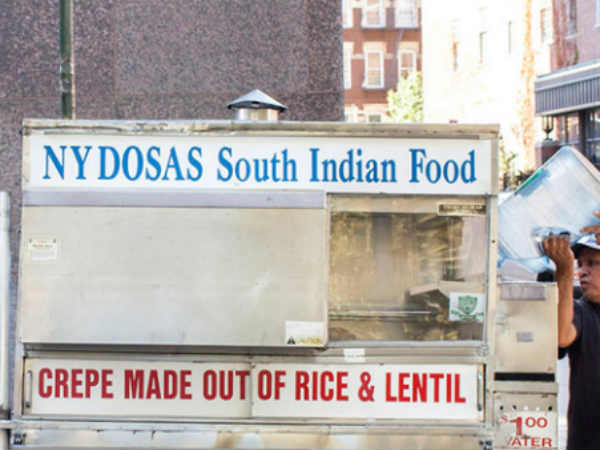 NY DOSAS South Indian Food
CREPE MADE OUT OF RICE & LENTIL
$1.00
WATER